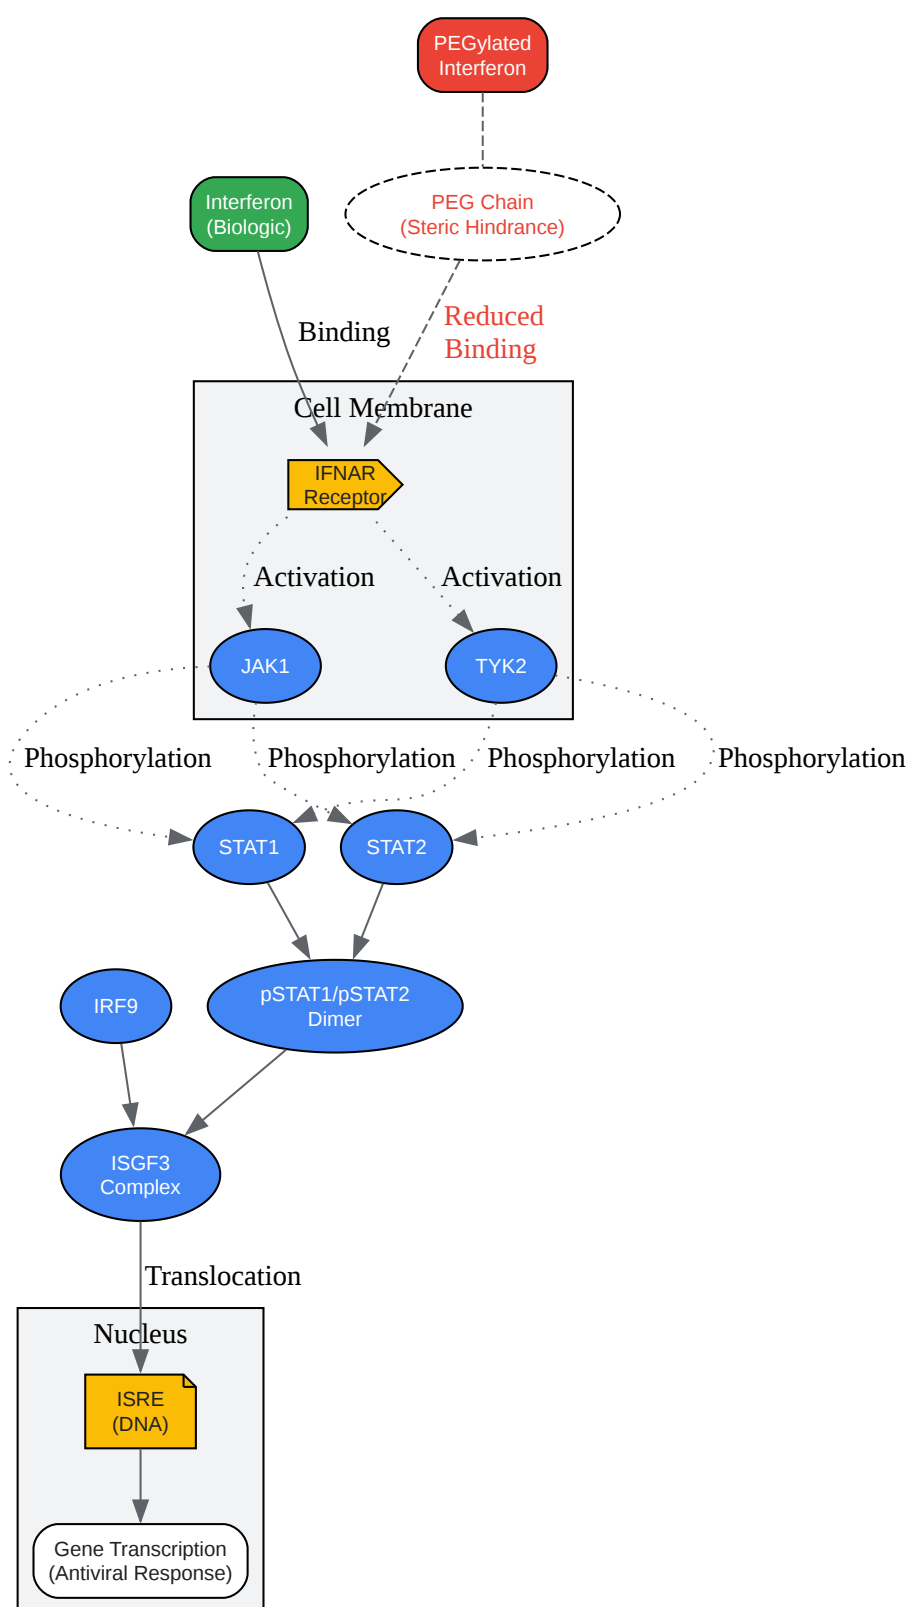 PEGylated
Interferon
Interferon
(Biologic)
PEG Chain
(Steric Hindrance)
Binding
Reduced
Binding
Cell Membrane
IFNAR
Receptor
Activation
Activation
JAK1
TYK2
Phosphorylation
Phosphorylation
Phosphorylation
Phosphorylation
STAT1
STAT2
IRF9
pSTAT1/pSTAT2
Dimer
ISGF3
Complex
Translocation
Nucleus
ISRE
(DNA)
Gene Transcription
(Antiviral Response)